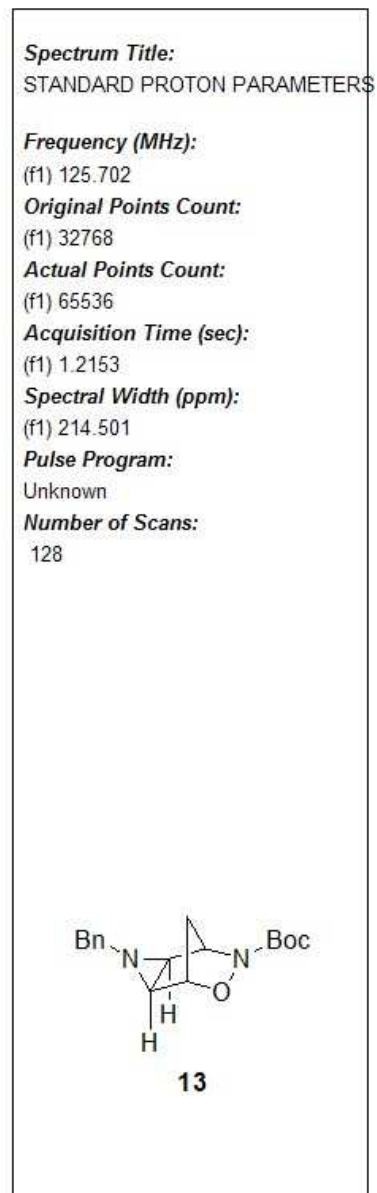 Spectrum Title:
STANDARD PROTON PARAMETERS
Frequency (MHz):
(f1) 125.702
Original Points Count:
(f1) 32768
Actual Points Count:
(f1) 65536
Acquisition Time (sec):
(f1) 1.2153
Spectral Width (ppm):
(f1) 214.501
Pulse Program:
Unknown
Number of Scans:
128
Bn
N
N
Boc
O
H
H
13